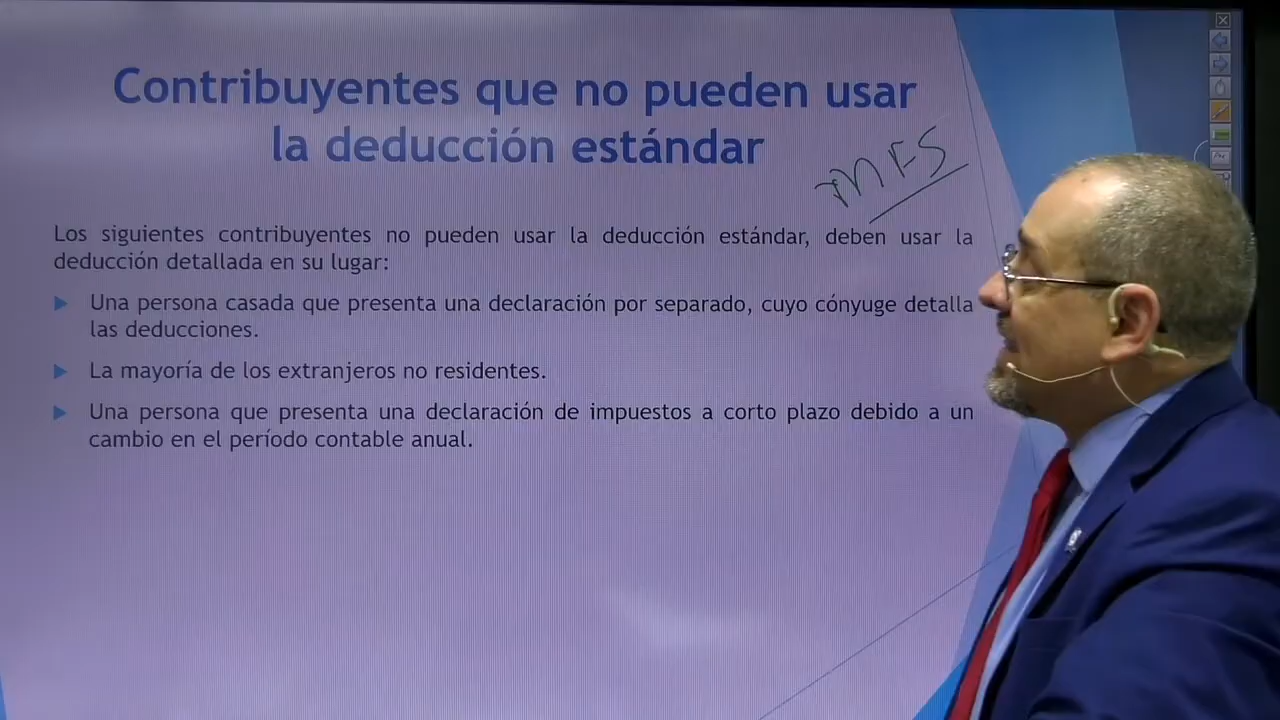 Contribuyentes que no pueden usar
la deducción estándar
MFS
Los siguientes contribuyentes no pueden usar la deducción estándar, deben usar la
deducción detallada en su lugar:
Una persona casada que presenta una declaración por separado, cuyo cónyuge detalla
las deducciones.
La mayoría de los extranjeros no residentes.
Una persona que presenta una declaración de impuestos a corto plazo debido a un
cambio en el período contable anual.